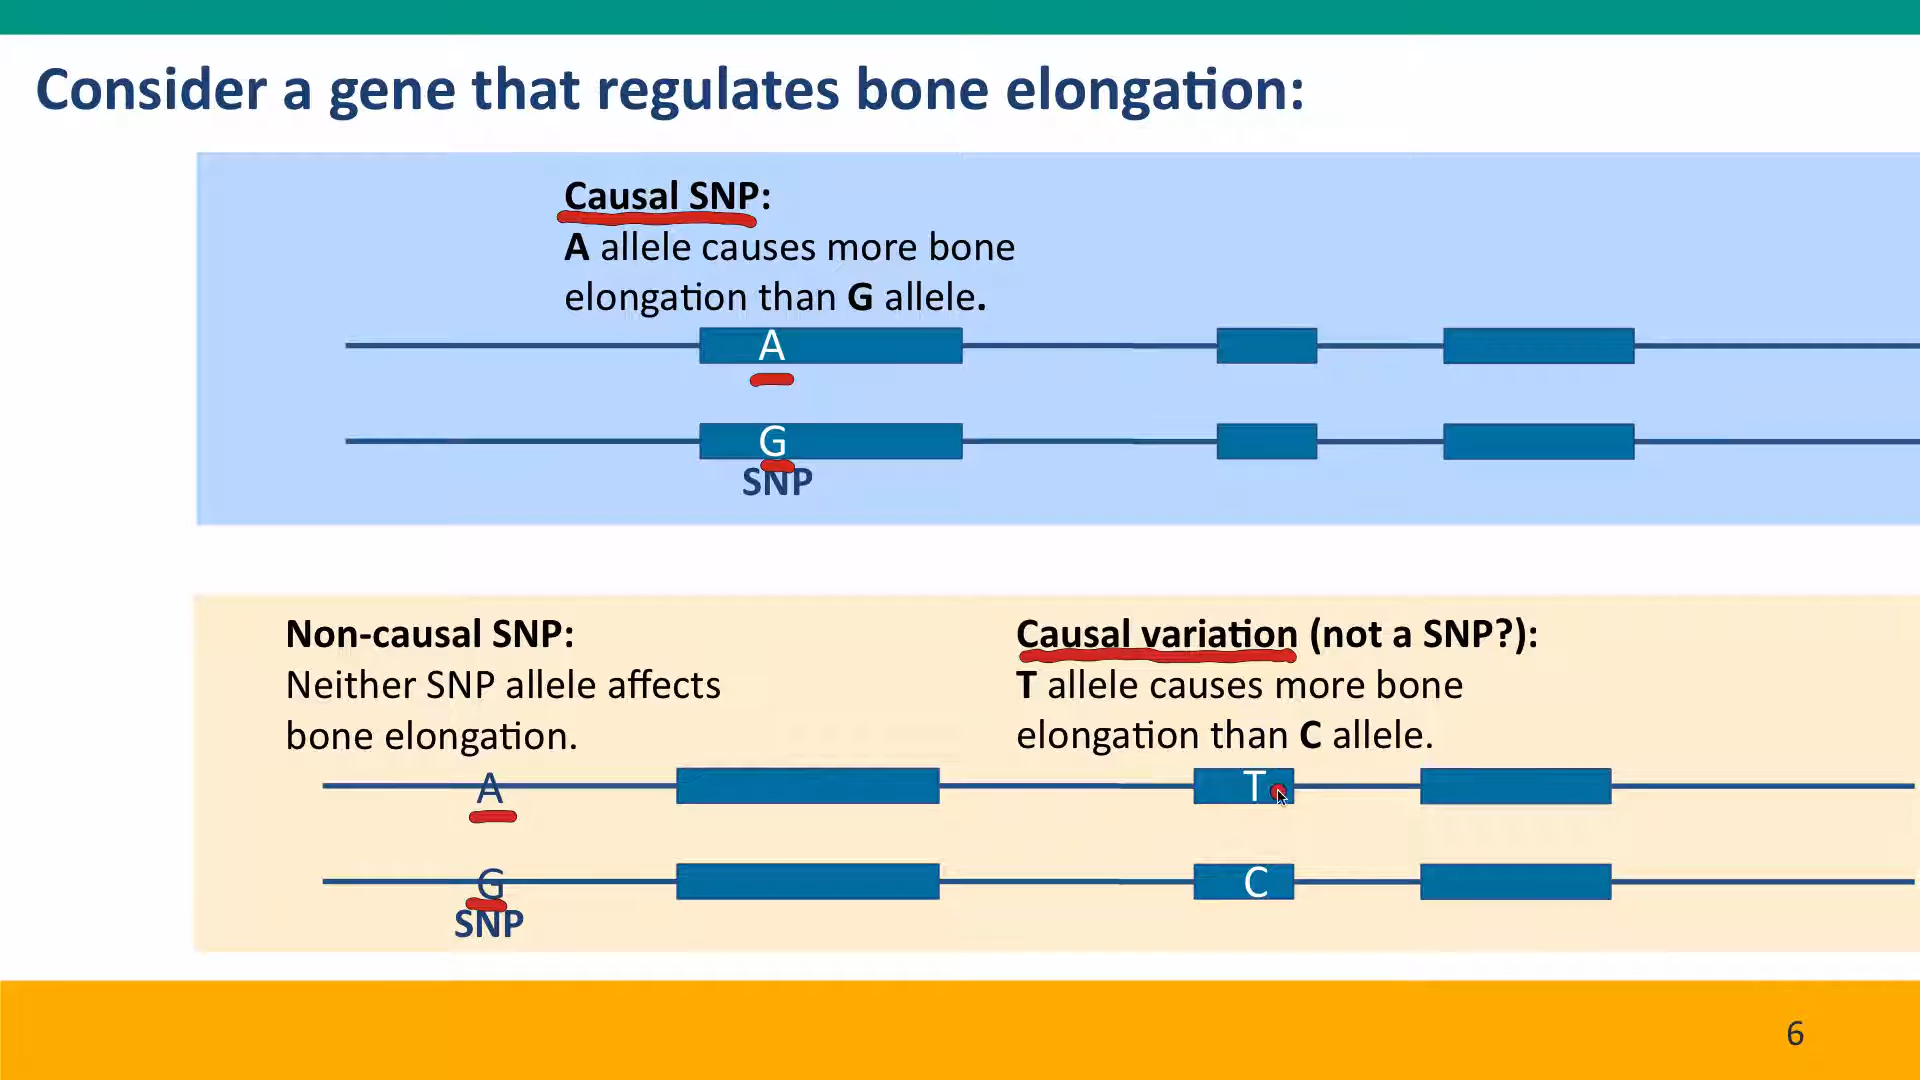 Consider a gene that regulates bone elongation:
Causal SNP:
A allele causes more bone
elongation than G allele.
A
G
SNP
Non-causal SNP:
Neither SNP allele affects
bone elongation.
Causal variation (not a SNP?):
T allele causes more bone
elongation than C allele.
A
T
G
C
SNP
6